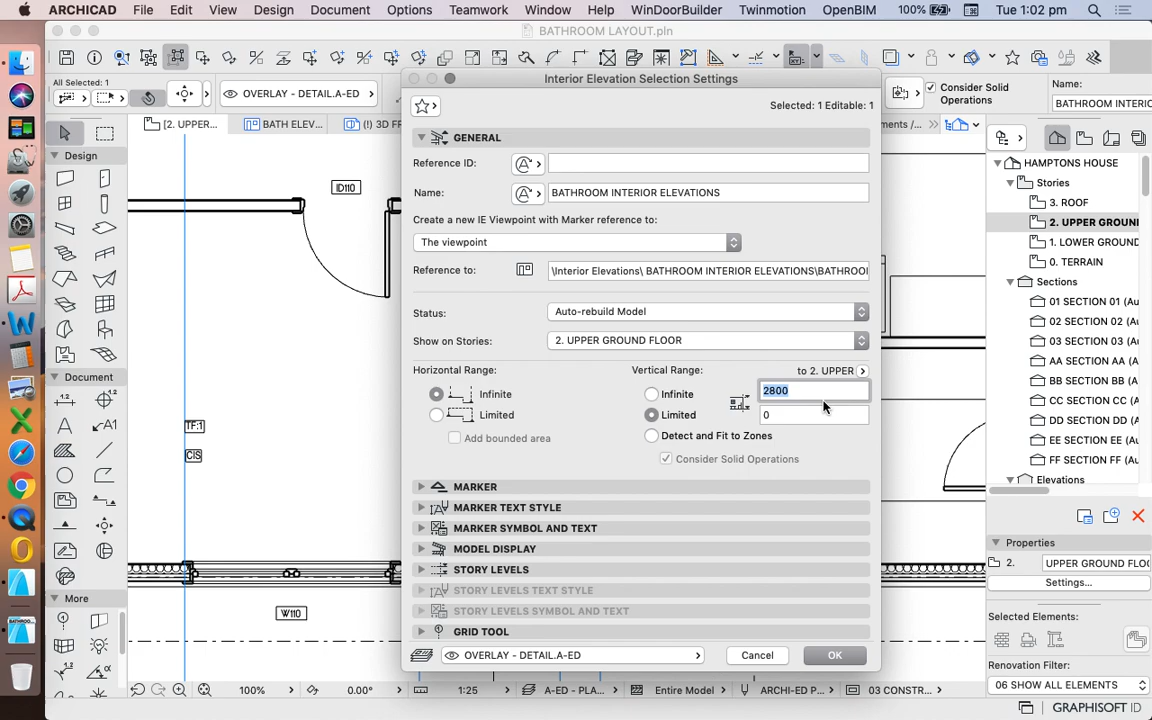 ARCHICAD File Edit View Design Document Options Teamwork Window Help WinDoorBuilder Twinmotion OpenBIM 100% Tue 1:02 pm
BATHROOM LAYOUT.pln
Interior Elevation Selection Settings
All Selected: 1
OVERLAY - DETAIL.A-ED
Selected: 1 Editable: 1
Consider Solid
Operations
Name:
BATHROOM INTERIO
[2. UPPER...
BATH ELEV...
(!) 3D
ments /...
Design
Document
More
ID110
TF:1
CIS
W110
GENERAL
Reference ID:
Name:
BATHROOM INTERIOR ELEVATIONS
Create a new IE Viewpoint with Marker reference to:
The viewpoint
Reference to:
\Interior Elevations\ BATHROOM INTERIOR ELEVATIONS\BATHROOI
Status:
Auto-rebuild Model
Show on Stories:
2. UPPER GROUND FLOOR
Horizontal Range:
Infinite
Limited
Add bounded area
Vertical Range:
to 2. UPPER
Infinite
2800
Limited
0
Detect and Fit to Zones
Consider Solid Operations
MARKER
MARKER TEXT STYLE
MARKER SYMBOL AND TEXT
MODEL DISPLAY
STORY LEVELS
STORY LEVELS TEXT STYLE
STORY LEVELS SYMBOL AND TEXT
GRID TOOL
OVERLAY - DETAIL.A-ED
Cancel
OK
HAMPTONS HOUSE
Stories
3. ROOF
2. UPPER GROUN
1. LOWER GROUND
0. TERRAIN
Sections
01 SECTION 01 (Au
02 SECTION 02 (A
03 SECTION 03 (A
AA SECTION AA (A
BB SECTION BB (A
CC SECTION CC (A
DD SECTION DD (A
EE SECTION EE (Au
FF SECTION FF (Au
Elevations
Properties
2.
UPPER GROUND FLOO
Settings...
Selected Elements:
Renovation Filter:
06 SHOW ALL ELEMENTS
100%
0.00°
1:25
A-ED - PLA...
Entire Model
ARCHI-ED P...
03 CONSTR...
GRAPHISOFT ID